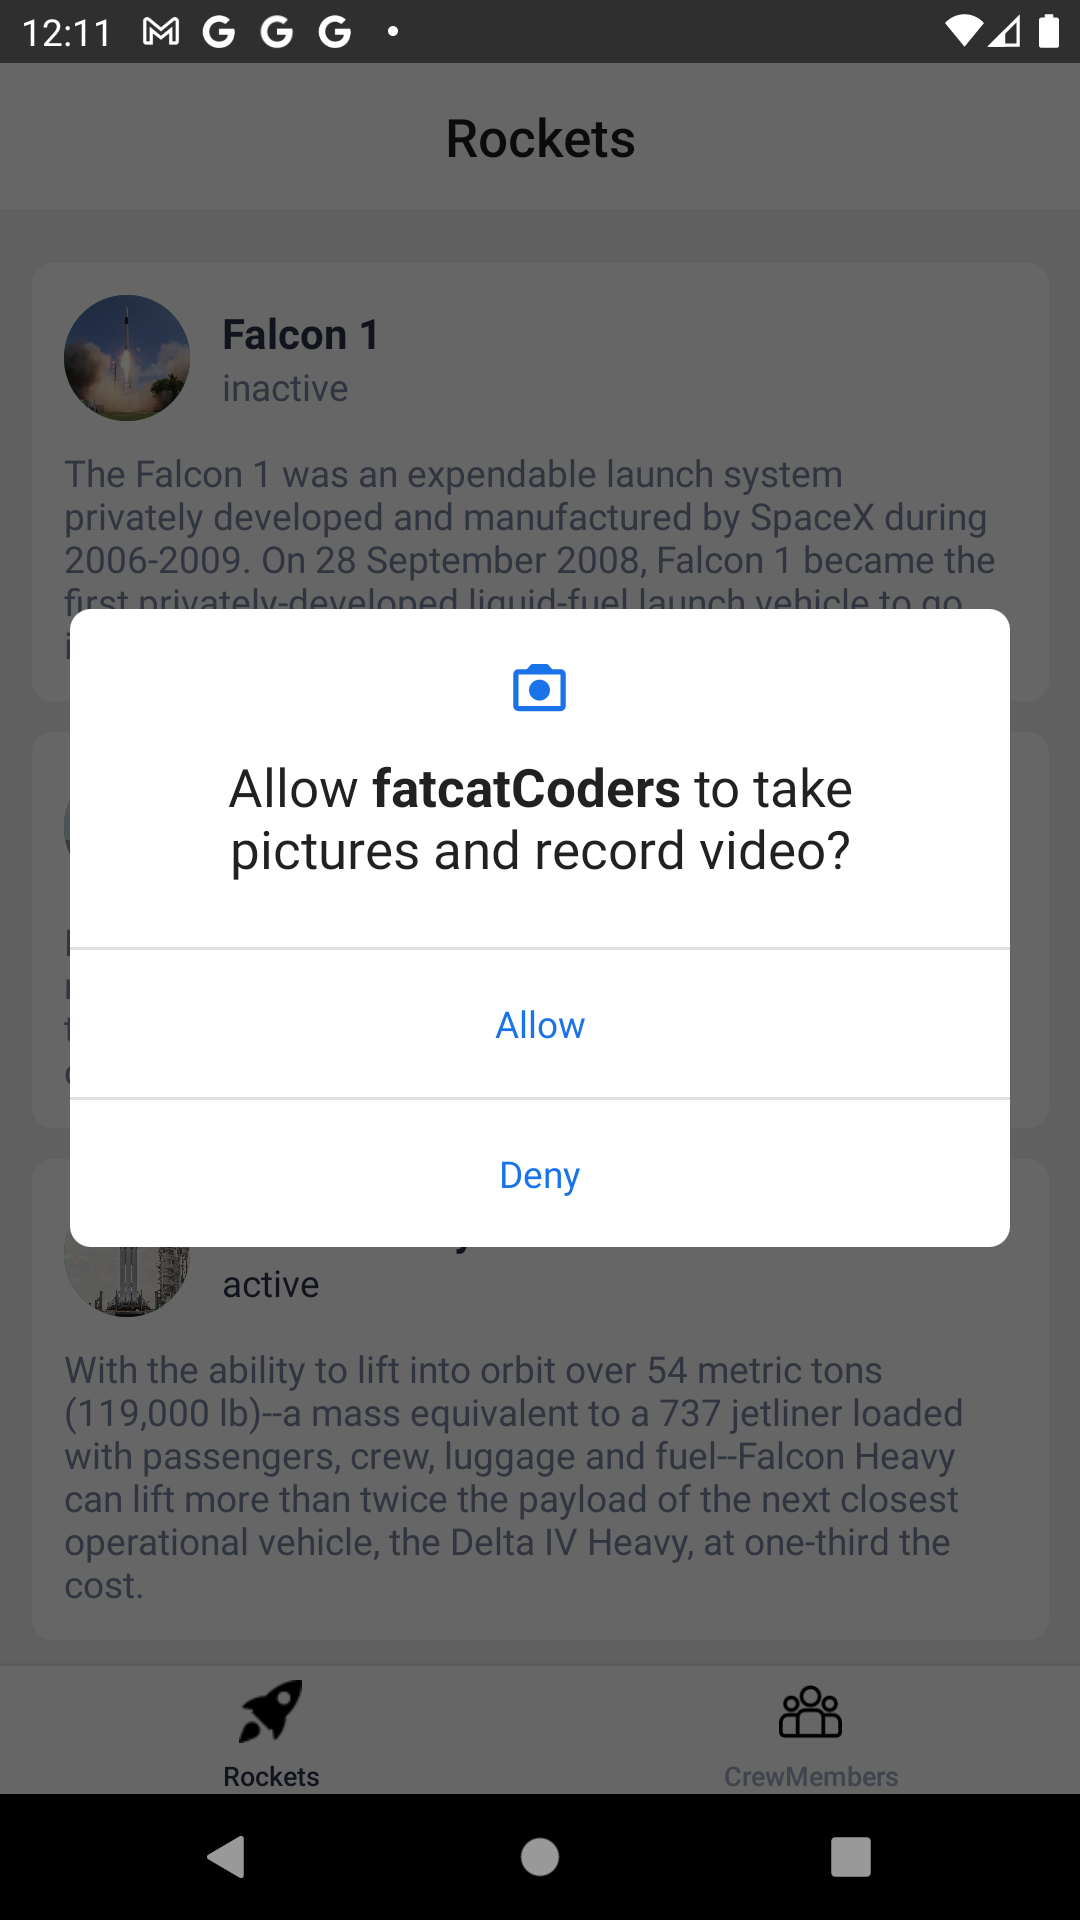 12:11
Rockets
Falcon 1
inactive
The Falcon 1 was an expendable launch system
privately developed and manufactured by SpaceX during
2006-2009. On 28 September 2008, Falcon 1 became the
first privately-developed liquid-fuel launch vehicle to go
Allow fatcatCoders to take
pictures and record video?
Allow
Deny
active
With the ability to lift into orbit over 54 metric tons
(119,000 lb)--a mass equivalent to a 737 jetliner loaded
with passengers, crew, luggage and fuel--Falcon Heavy
can lift more than twice the payload of the next closest
operational vehicle, the Delta IV Heavy, at one-third the
cost.
Rockets
CrewMembers